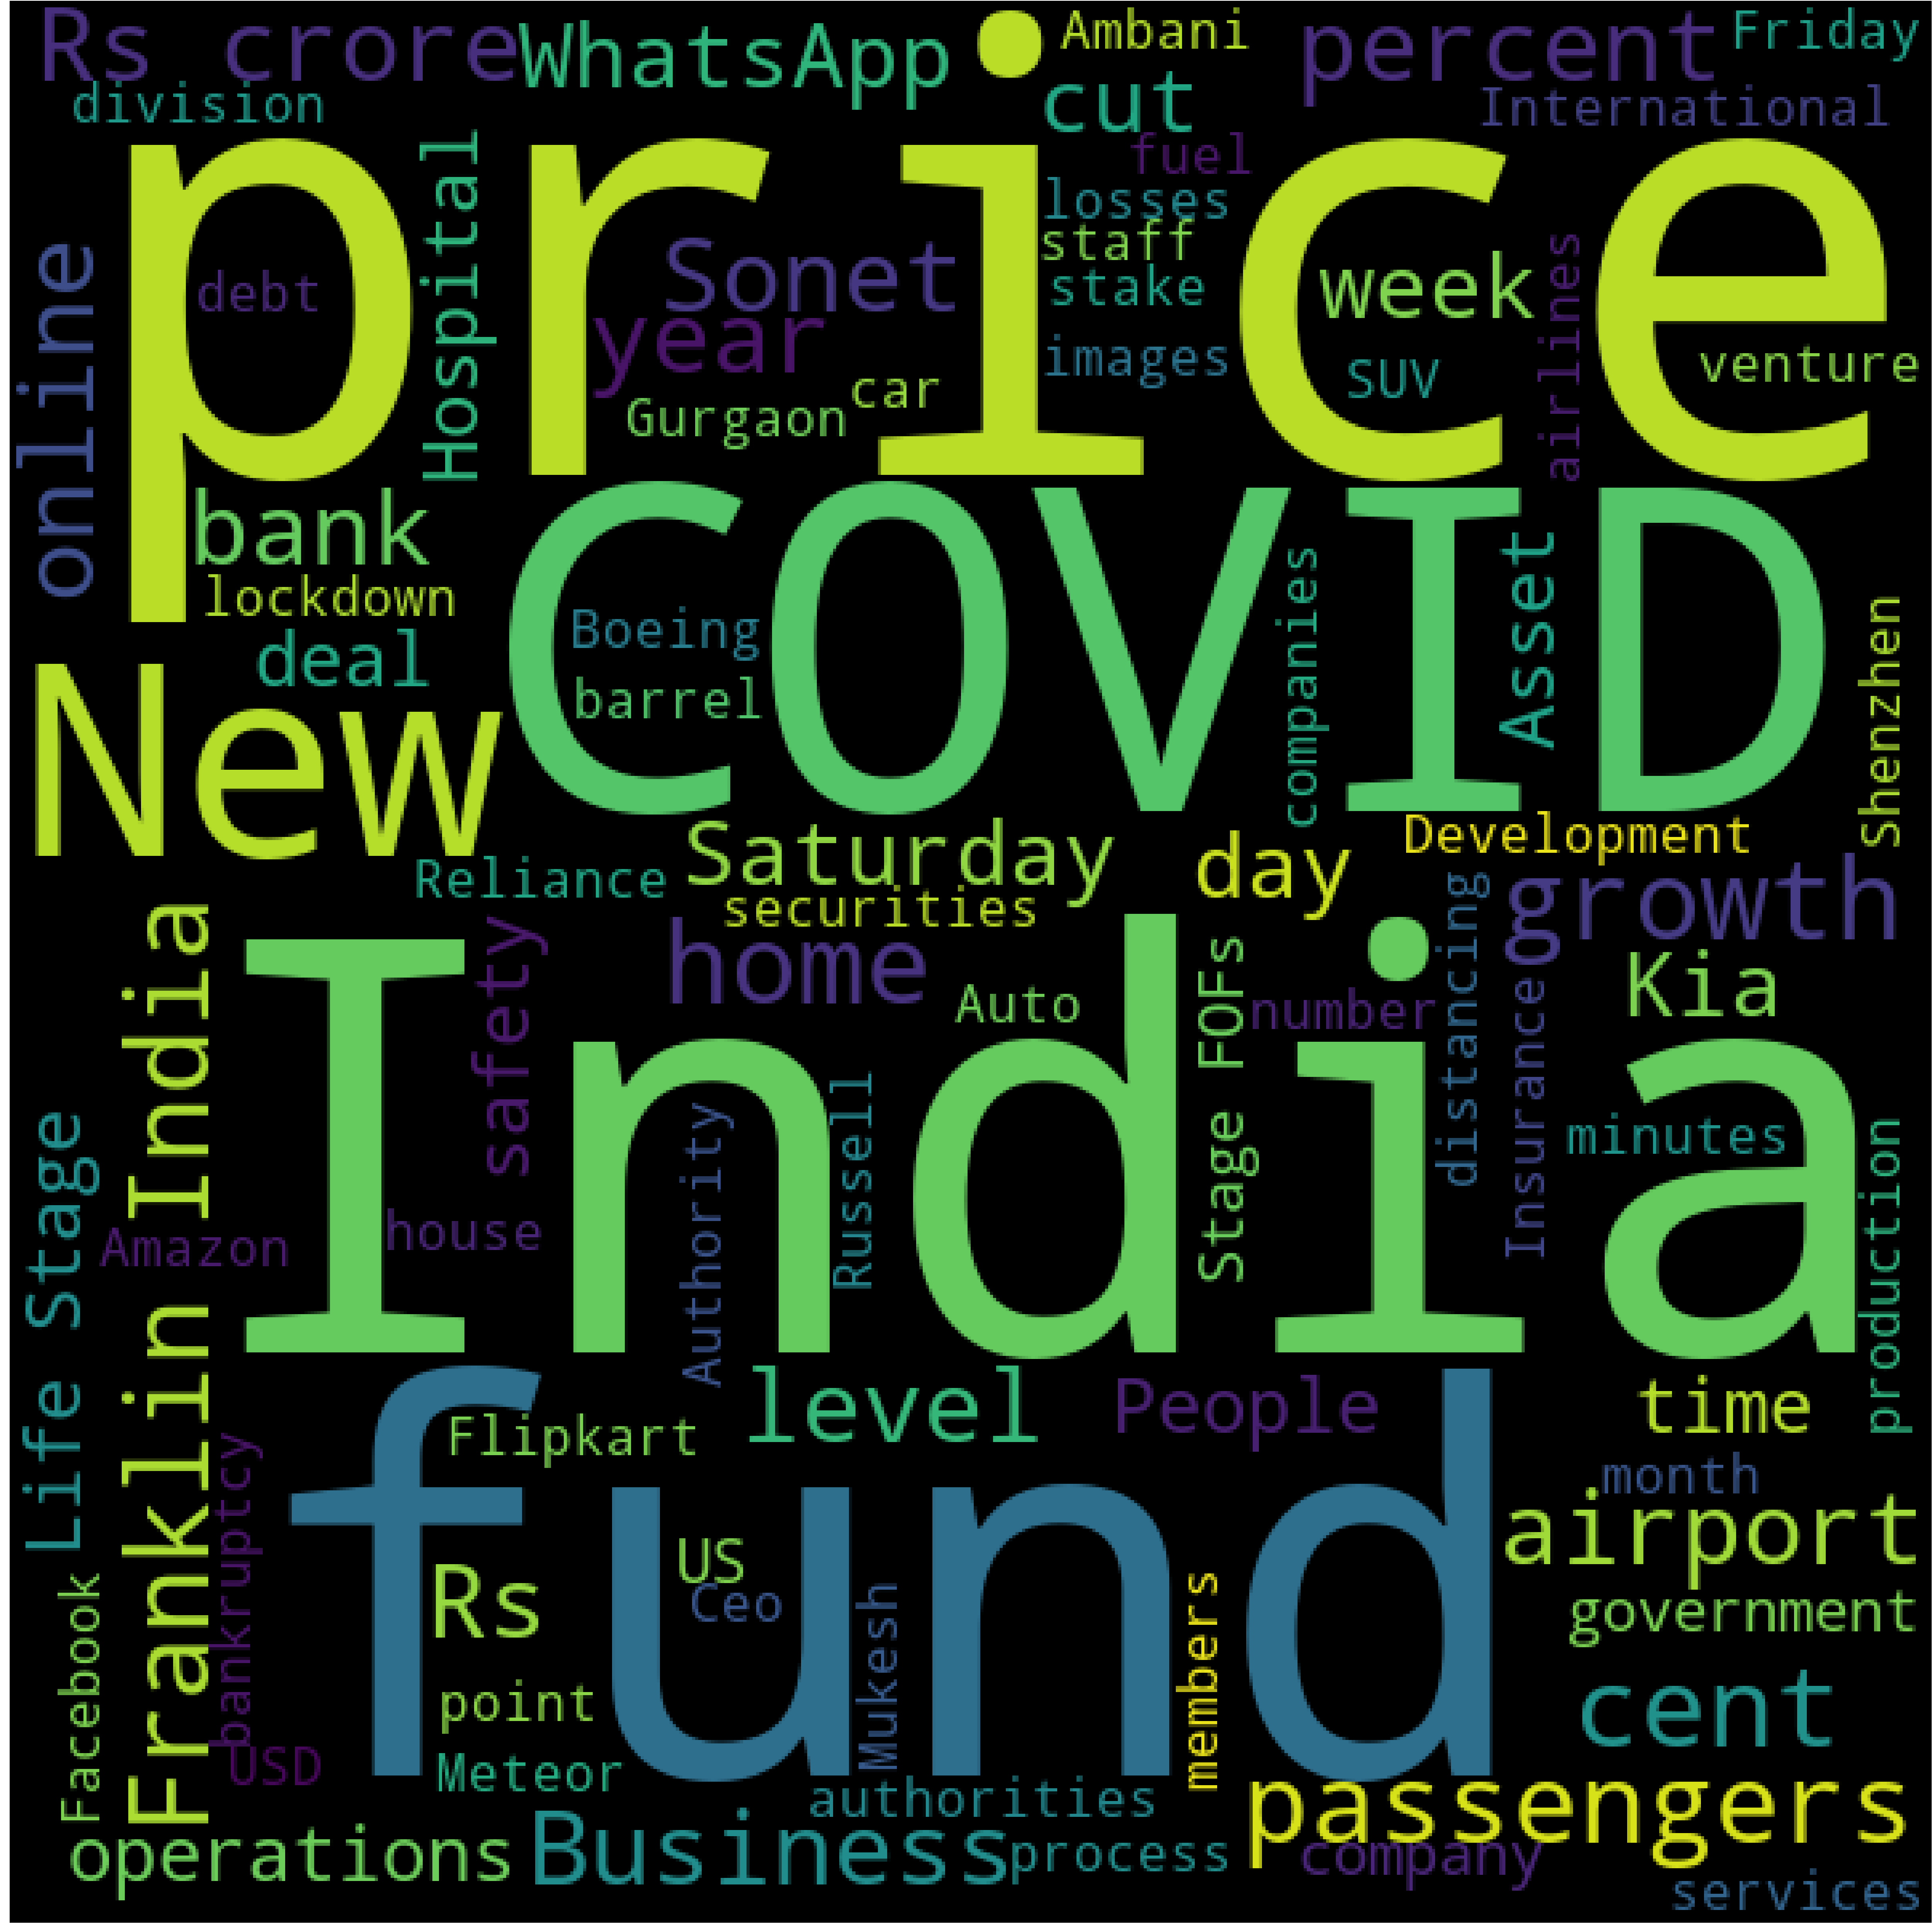 Rs crore
WhatsApp
Ambani
percent
Friday
division
cut
International
fuel
price
Hospital
losses
staff
online
debt
Sonet
week
airlines
stake
year
images
SUV
venture
car
Gurgaon
bank
COVID
lockdown
Boeing
companies
Asset
Shenzhen
deal
barrel
New
Saturday
Development
Reliance
day
securities
growth
Franklin India
safety
home
Auto
Stage FOFs
number
distancing
Insurance
Kia
India
Life Stage
Amazon
house
Authority
Russell
minutes
production
level
People
time
Flipkart
bankruptcy
fund
month
airport
US
Ceo
Rs
Mukesh
members
government
Facebook
point
cent
USD
Meteor
authorities
passengers
operations
Business
process
company
services